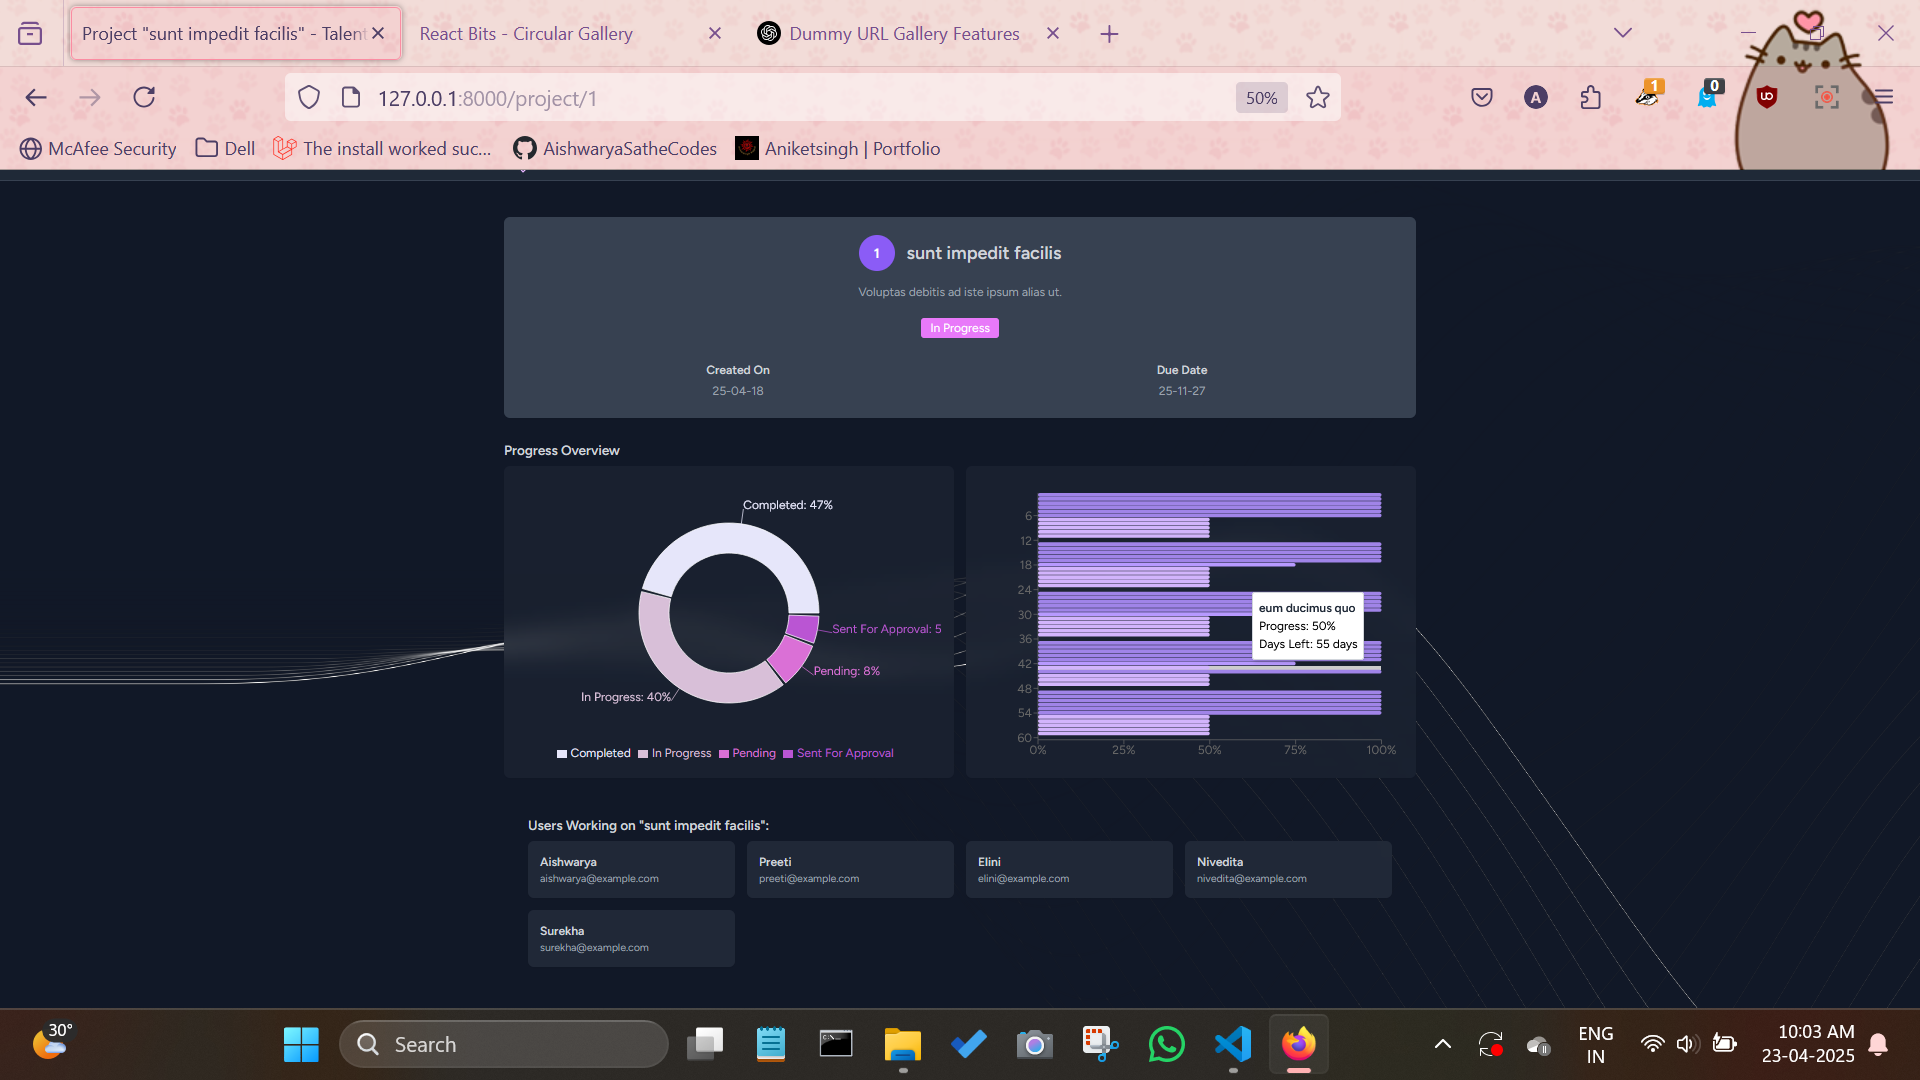 Project "sunt impedit facilis" - Talent
React Bits - Circular Gallery
Dummy URL Gallery Features
127.0.0.1:8000/project/1
50%
A
1
0
McAfee Security
Dell
The install worked suc...
AishwaryaSatheCodes
Aniketsingh | Portfolio
1
sunt impedit facilis
Voluptas debitis ad iste ipsum alias ut.
In Progress
Created On
Due Date
25-04-18
25-11-27
Progress Overview
Completed: 47%
Sent For Approval: 5
Pending: 8%
In Progress: 40%
Completed In Progress Pending Sent For Approval
6
12
18
24
30
36
42
48
54
60
0% 25% 50% 75% 100%
eum ducimus quo
Progress: 50%
Days Left: 55 days
Users Working on "sunt impedit facilis":
Aishwarya
aishwarya@example.com
Preeti
preeti@example.com
Elini
elini@example.com
Nivedita
nivedita@example.com
Surekha
surekha@example.com
30°
Search
ENG
IN
10:03 AM
23-04-2025